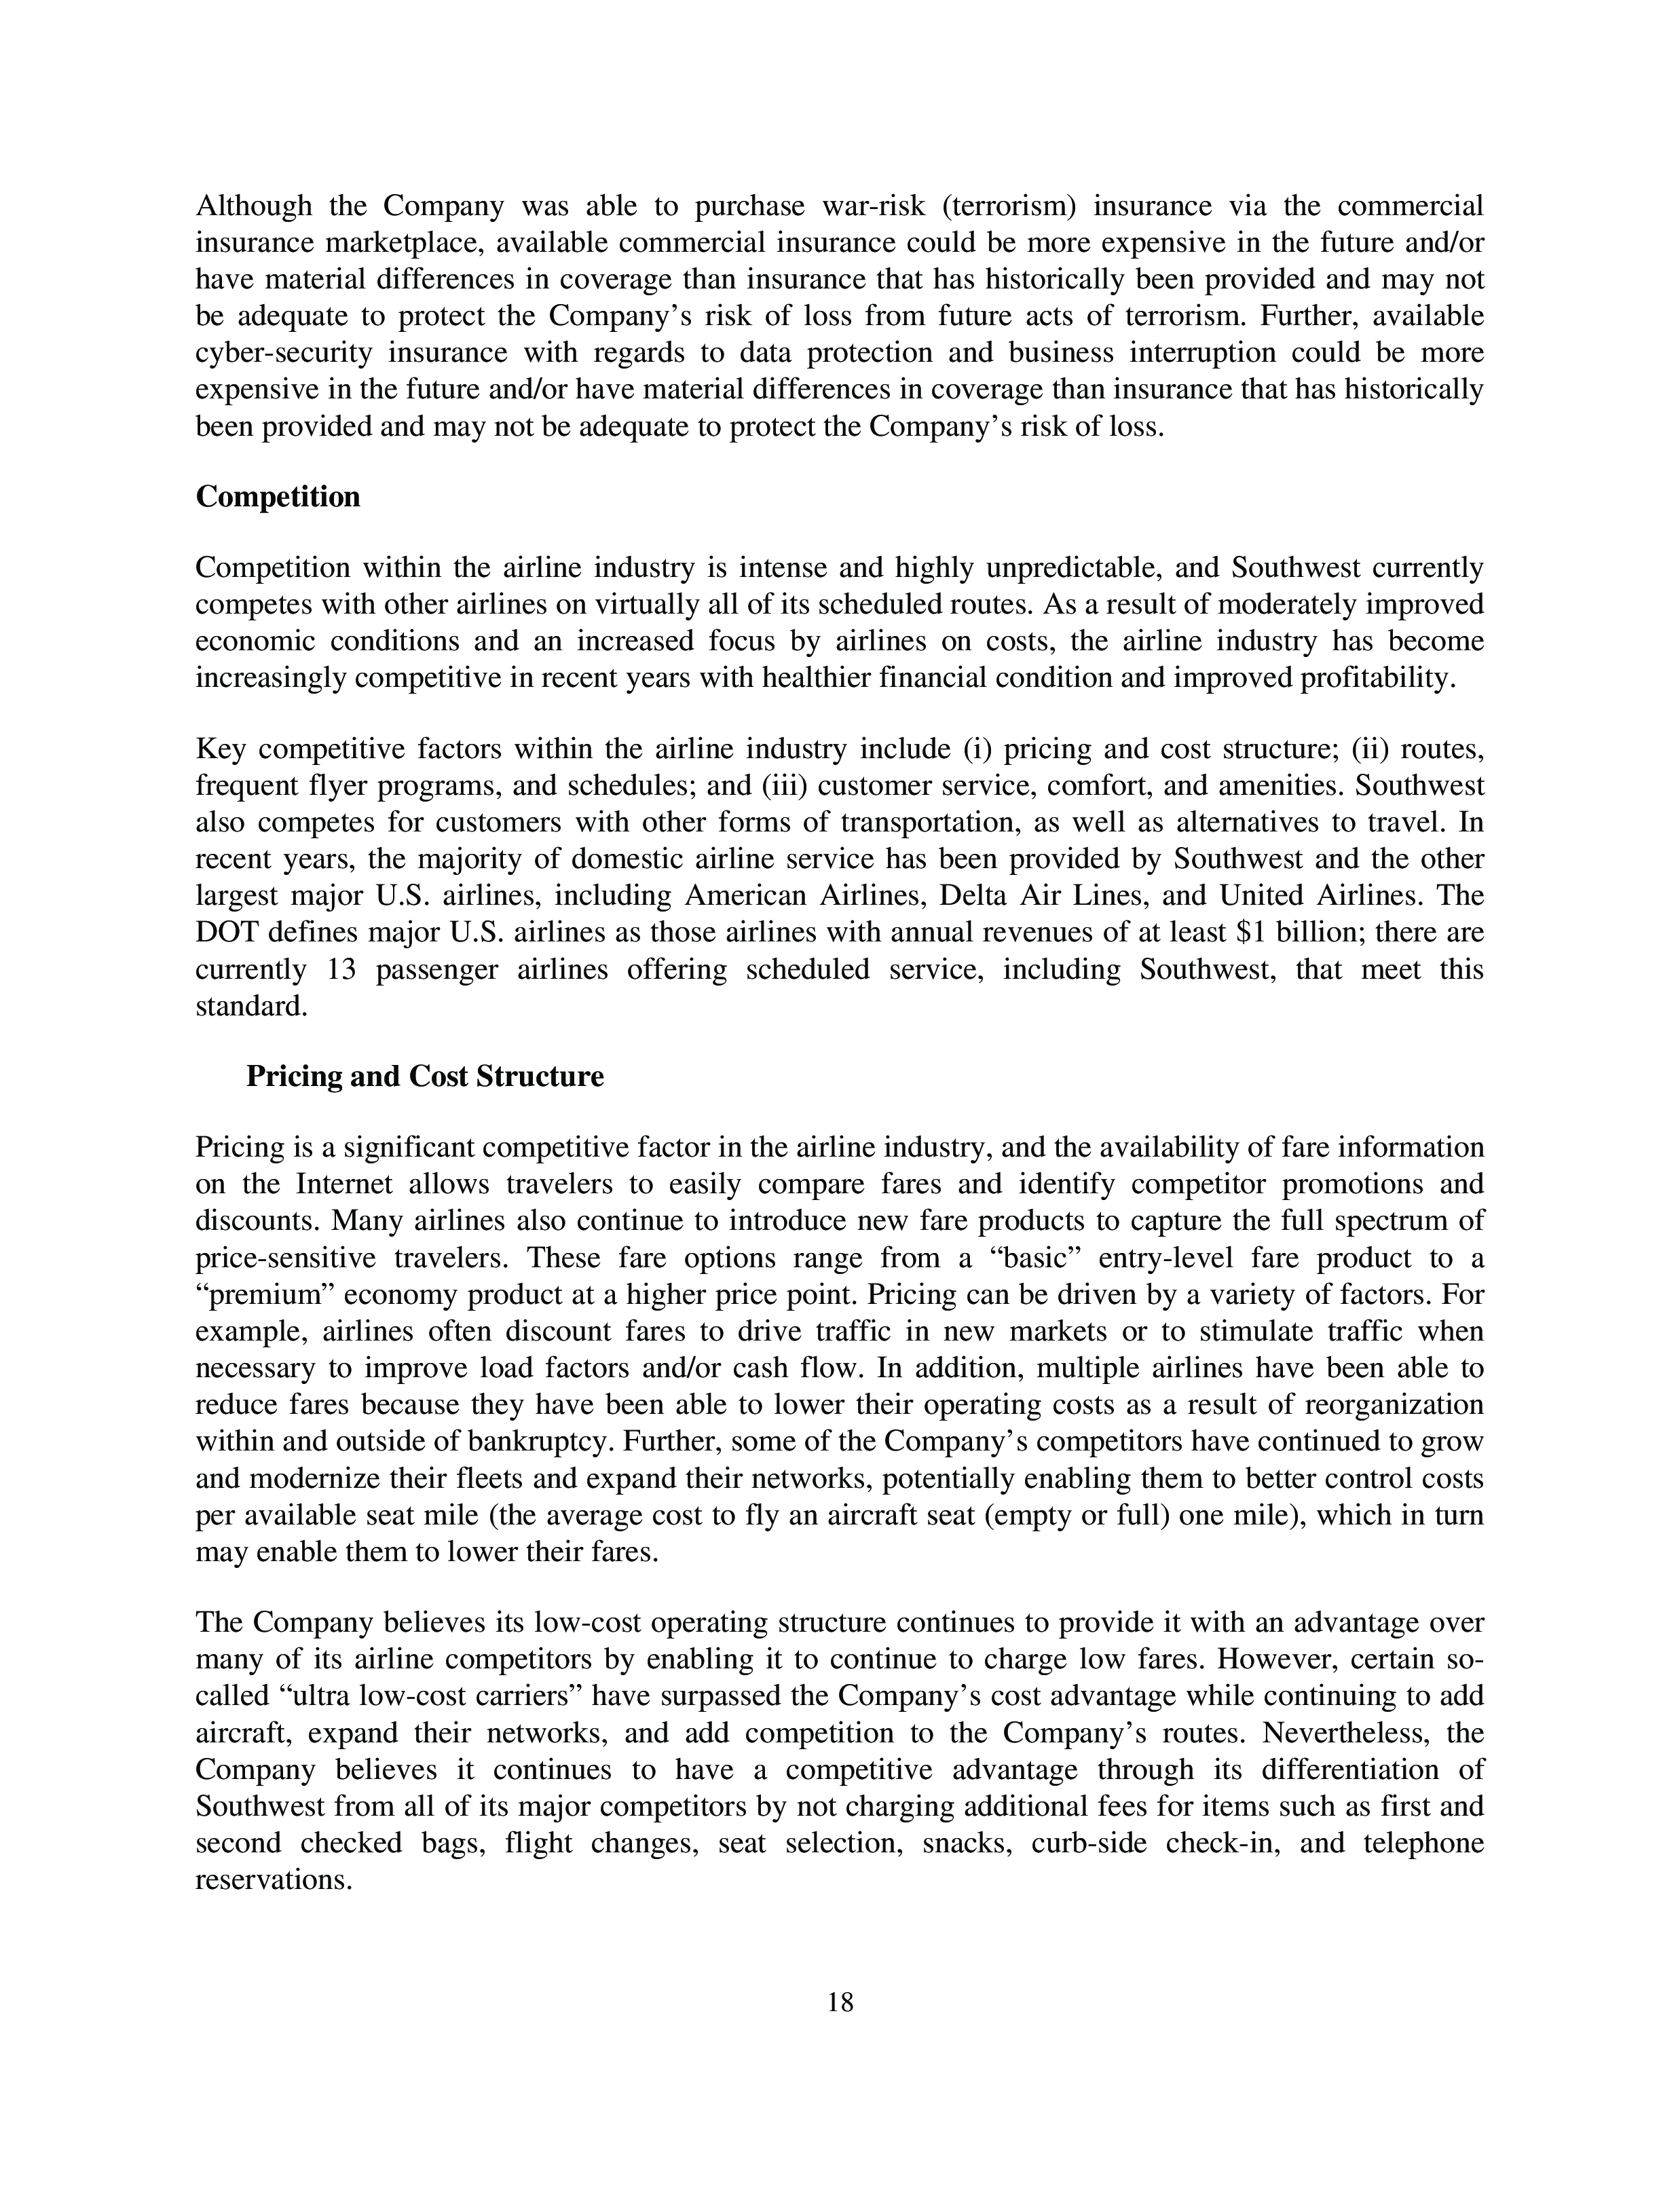 Although the Company was able to purchase war-risk (terrorism) insurance via the commercial
insurance marketplace, available commercial insurance could be more expensive in the future and/or
have material differences in coverage than insurance that has historically been provided and may not
be adequate to protect the Company’s risk of loss from future acts of terrorism. Further, available
cyber-security insurance with regards to data protection and business interruption could be more
expensive in the future and/or have material differences in coverage than insurance that has historically
been provided and may not be adequate to protect the Company’s risk of loss.
Competition
Competition within the airline industry is intense and highly unpredictable, and Southwest currently
competes with other airlines on virtually all of its scheduled routes. As a result of moderately improved
economic conditions and an increased focus by airlines on costs, the airline industry has become
increasingly competitive in recent years with healthier financial condition and improved profitability.
Key competitive factors within the airline industry include (i) pricing and cost structure; (ii) routes,
frequent flyer programs, and schedules; and (iii) customer service, comfort, and amenities. Southwest
also competes for customers with other forms of transportation, as well as alternatives to travel. In
recent years, the majority of domestic airline service has been provided by Southwest and the other
largest major U.S. airlines, including American Airlines, Delta Air Lines, and United Airlines. The
DOT defines major U.S. airlines as those airlines with annual revenues of at least $1 billion; there are
currently 13 passenger airlines offering scheduled service, including Southwest, that meet this
standard.
Pricing and Cost Structure
Pricing is a significant competitive factor in the airline industry, and the availability of fare information
on the Internet allows travelers to easily compare fares and identify competitor promotions and
discounts. Many airlines also continue to introduce new fare products to capture the full spectrum of
price-sensitive travelers. These fare options range from a “basic” entry-level fare product to a
“premium” economy product at a higher price point. Pricing can be driven by a variety of factors. For
example, airlines often discount fares to drive traffic in new markets or to stimulate traffic when
necessary to improve load factors and/or cash flow. In addition, multiple airlines have been able to
reduce fares because they have been able to lower their operating costs as a result of reorganization
within and outside of bankruptcy. Further, some of the Company’s competitors have continued to grow
and modernize their fleets and expand their networks, potentially enabling them to better control costs
per available seat mile (the average cost to fly an aircraft seat (empty or full) one mile), which in turn
may enable them to lower their fares.
The Company believes its low-cost operating structure continues to provide it with an advantage over
many of its airline competitors by enabling it to continue to charge low fares. However, certain so-
called “ultra low-cost carriers” have surpassed the Company’s cost advantage while continuing to add
aircraft, expand their networks, and add competition to the Company’s routes. Nevertheless, the
Company believes it continues to have a competitive advantage through its differentiation of
Southwest from all of its major competitors by not charging additional fees for items such as first and
second checked bags, flight changes, seat selection, snacks, curb-side check-in, and telephone
reservations.
18